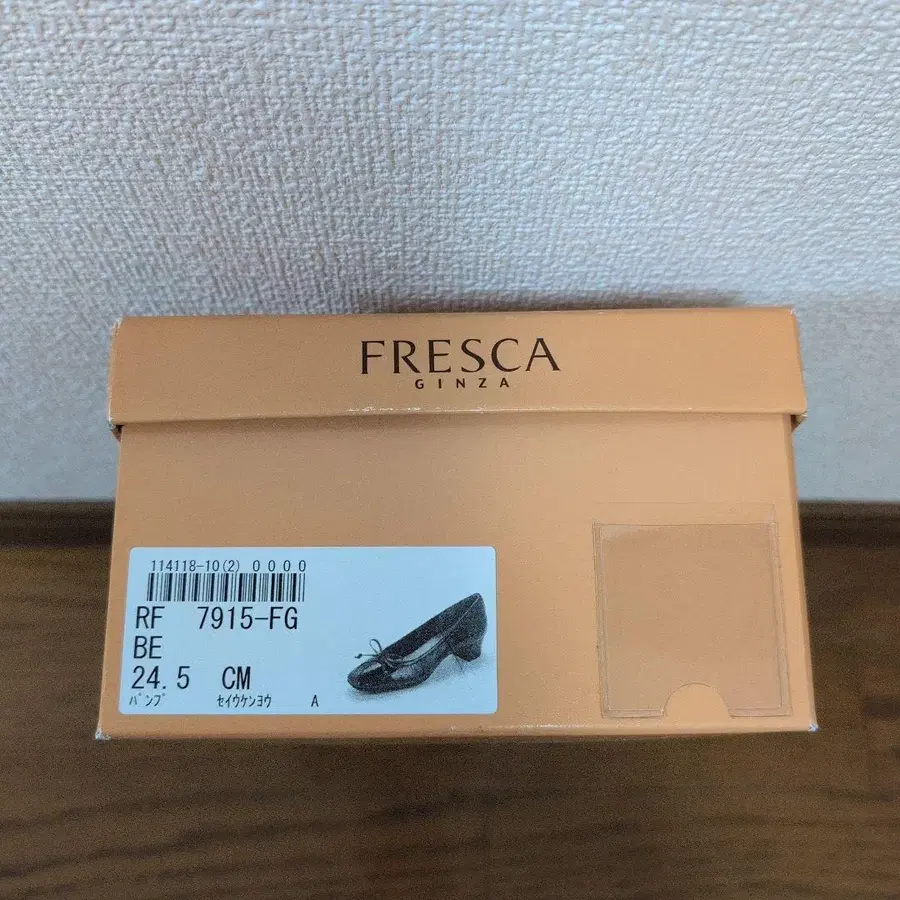 FRESCA
GINZA
114118-10(2) 0000
RF 7915-FG
BE
24.5 CM
ﾊﾟﾝﾌﾟ ｾｲｳｹﾝﾖｳ A